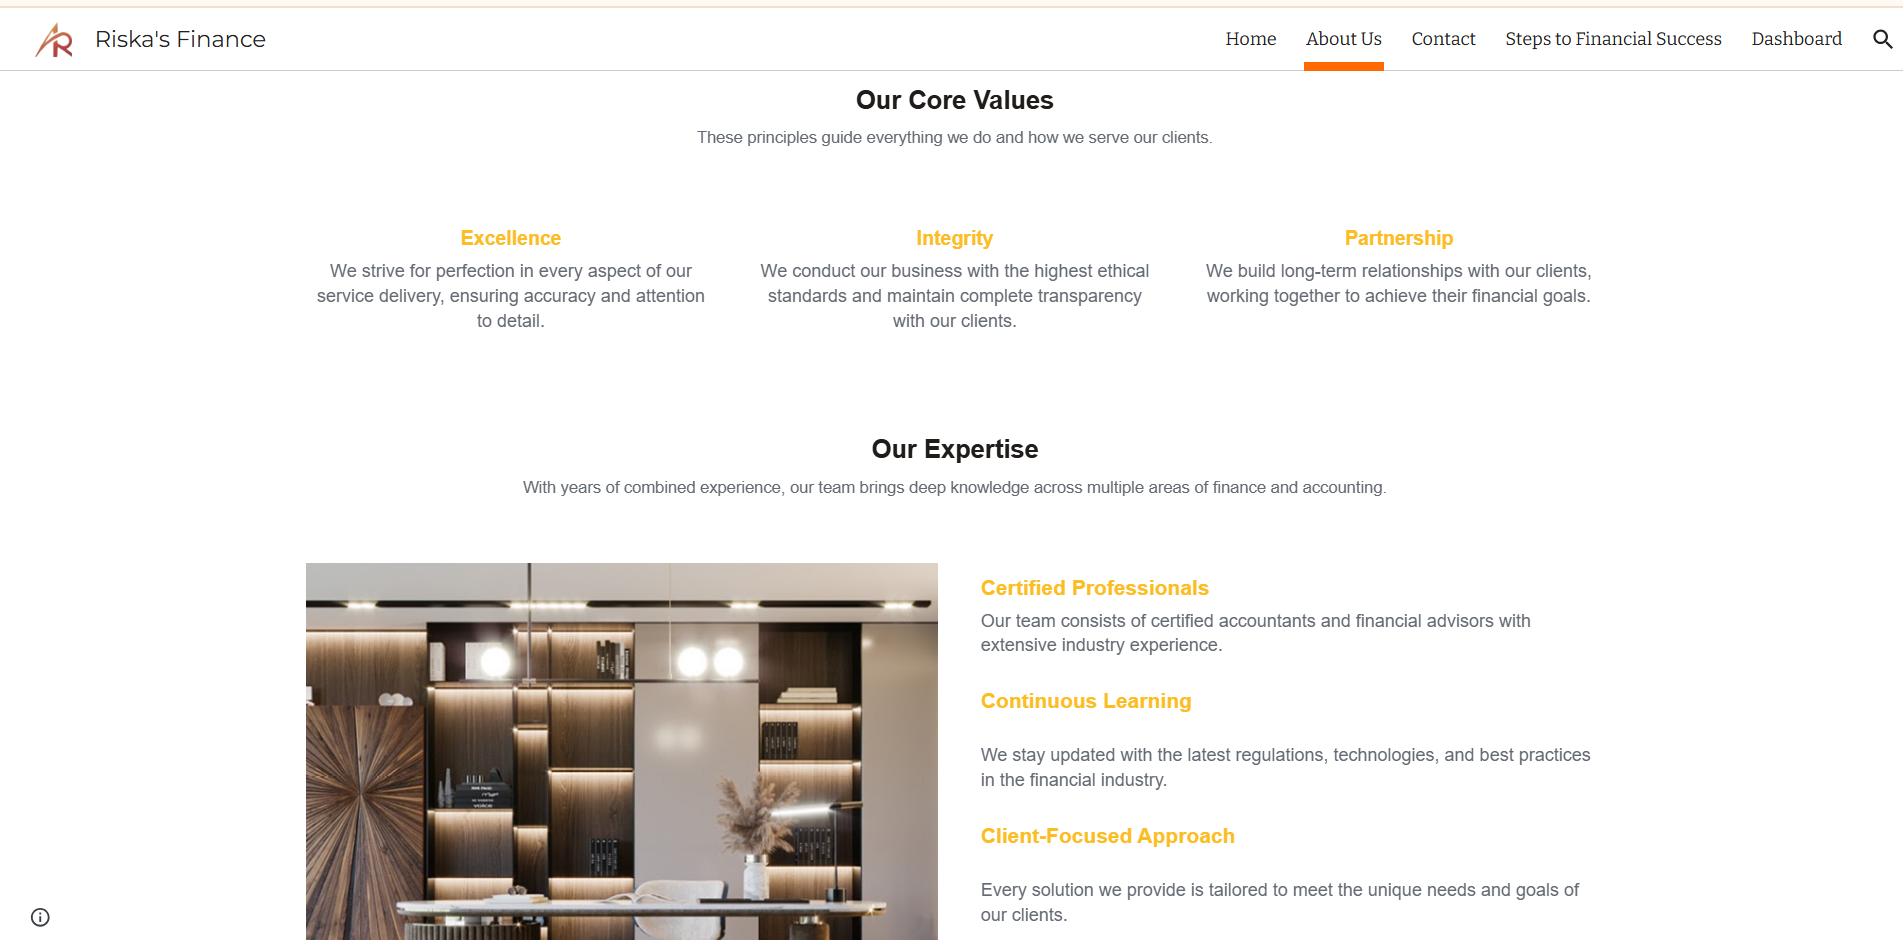 Riska's Finance
Home
About Us
Contact
Steps to Financial Success
Dashboard
Our Core Values
These principles guide everything we do and how we serve our clients.
Excellence
We strive for perfection in every aspect of our
service delivery, ensuring accuracy and attention
to detail.
Integrity
We conduct our business with the highest ethical
standards and maintain complete transparency
with our clients.
Partnership
We build long-term relationships with our clients,
working together to achieve their financial goals.
Our Expertise
With years of combined experience, our team brings deep knowledge across multiple areas of finance and accounting.
Certified Professionals
Our team consists of certified accountants and financial advisors with
extensive industry experience.
Continuous Learning
We stay updated with the latest regulations, technologies, and best practices
in the financial industry.
Client-Focused Approach
Every solution we provide is tailored to meet the unique needs and goals of
our clients.